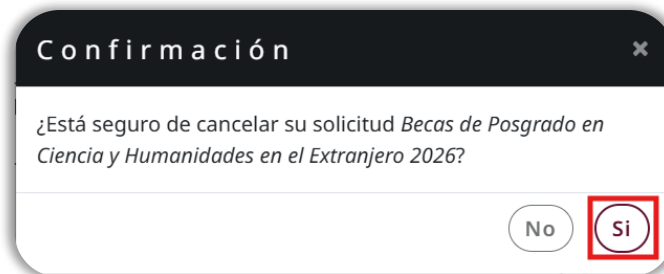 Confirmación
¿Está seguro de cancelar su solicitud Becas de Posgrado en
Ciencia y Humanidades en el Extranjero 2026?
No Si